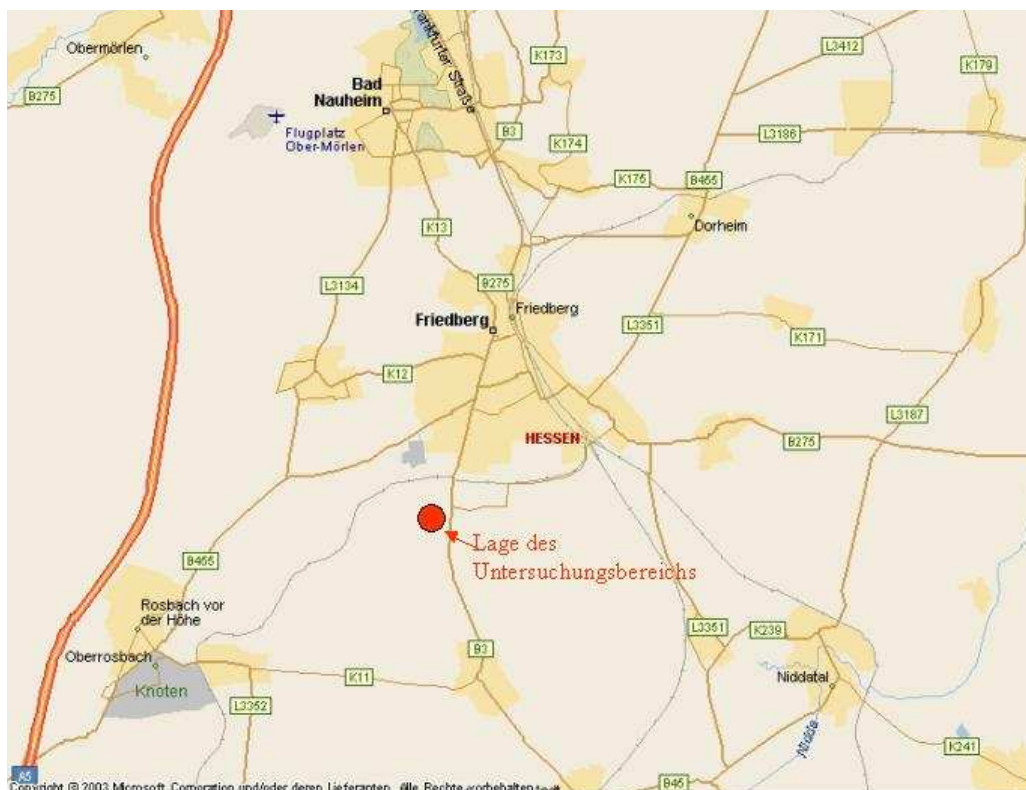 Obermörlen
B275
Bad
Nauheim
Flugplatz
Ober-Mörlen
Frankfurter Straße
K173
L3412
K179
B3
K174
L3186
K175
B455
K13
Dorheim
L3134
B275
Friedberg
Friedberg
L3351
K171
K12
L3187
HESSEN
B275
Lage des
Untersuchungsbereichs
B455
Rosbach vor
der Höhe
Oberrosbach
Knoten
K11
L3352
B3
L3351
K239
Niddatal
Nidda
K241
B45
A5
Copyright © 2003 Microsoft Corporation und/oder deren Lieferanten. Alle Rechte vorbehalten